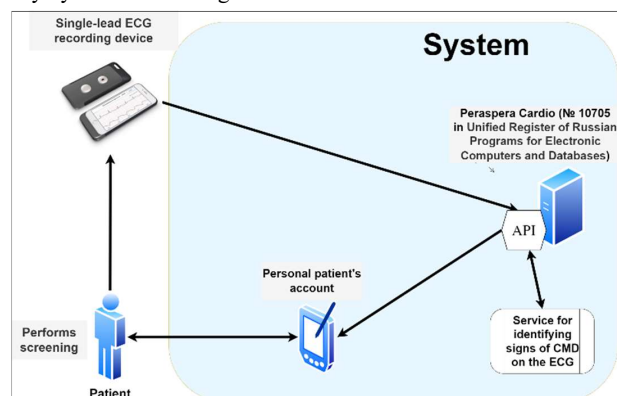 Single-lead ECG
recording device
System
Peraspera Cardio (№ 10705
in Unified Register of Russian
Programs for Electronic
Computers and Databases)
API
Personal patient's
account
Service for
identifying
signs of CMD
on the ECG
Performs
screening
Patient